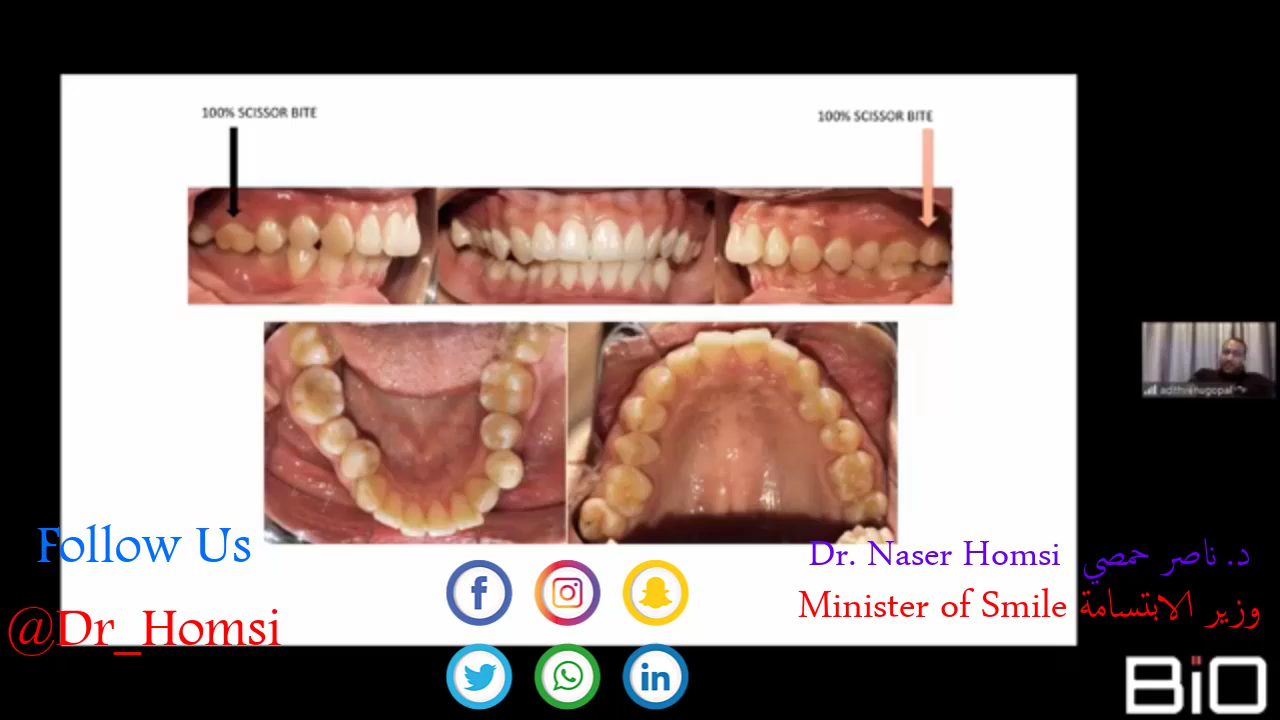 100% SCISSOR BITE
100% SCISSOR BITE
Follow Us
@Dr_Homsi
Dr. Naser Homsi د. ناصر حمصي
Minister of Smile وزير الابتسامة
BiO